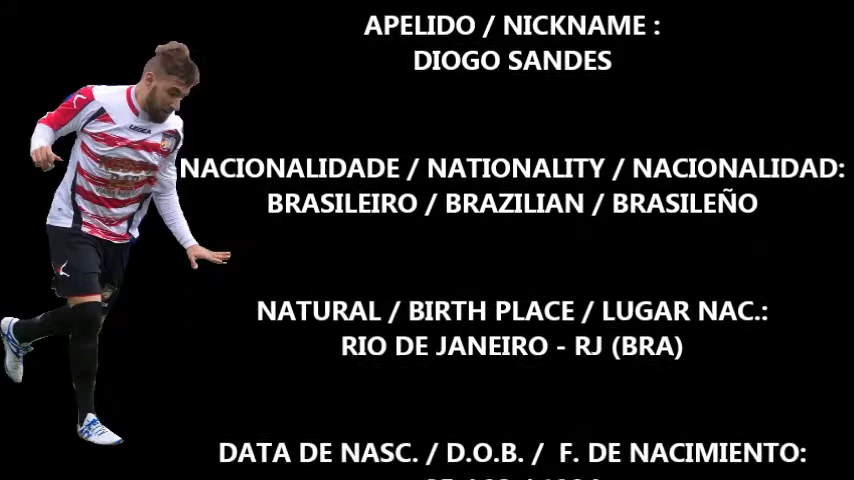 APELIDO / NICKNAME :
DIOGO SANDES
NACIONALIDADE / NATIONALITY / NACIONALIDAD:
BRASILEIRO / BRAZILIAN / BRASILEÑO
NATURAL / BIRTH PLACE / LUGAR NAC.:
RIO DE JANEIRO - RJ (BRA)
DATA DE NASC. / D.O.B. /  F. DE NACIMIENTO:
LEGEA